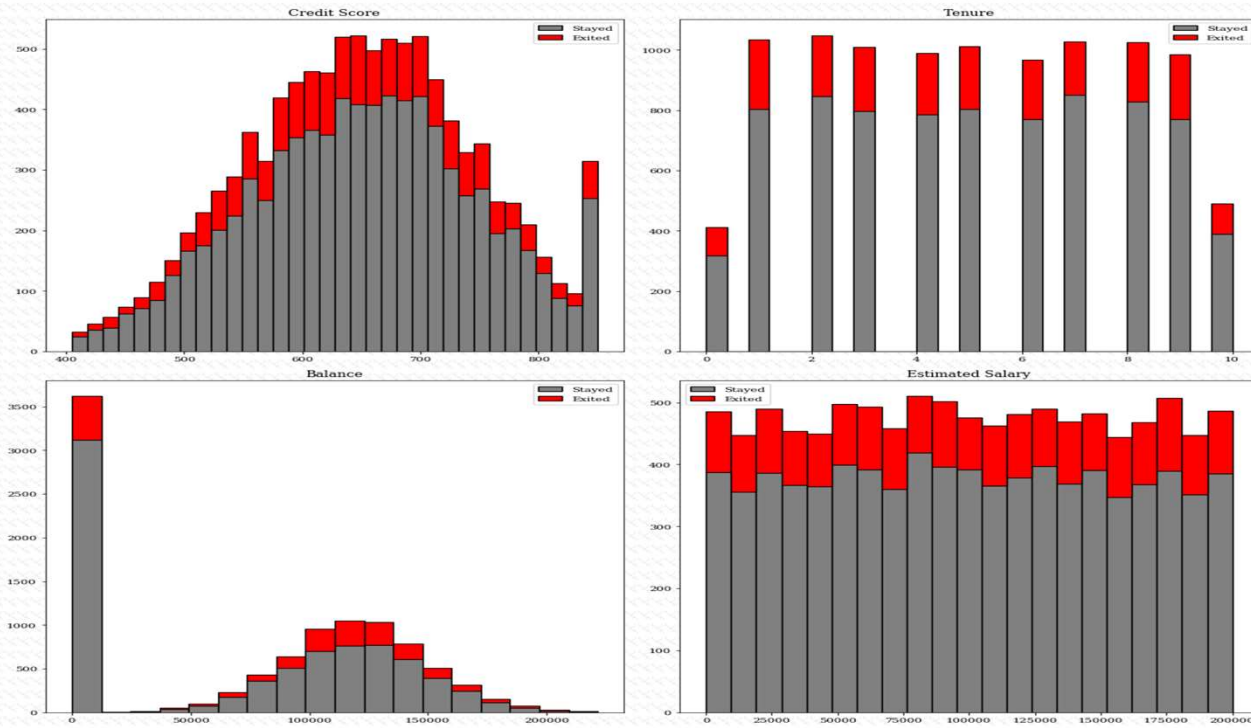 Credit Score
Stayed
Exited
500
400
300
200
100
0
400 500 600 700 800
Tenure
Stayed
Exited
1000
800
600
400
200
0
0 2 4 6 8 10
Balance
Stayed
Exited
3500
3000
2500
2000
1500
1000
500
0
0 50000 100000 150000 200000
Estimated Salary
Stayed
Exited
500
400
300
200
100
0
0 25000 50000 75000 100000 125000 150000 175000 200000